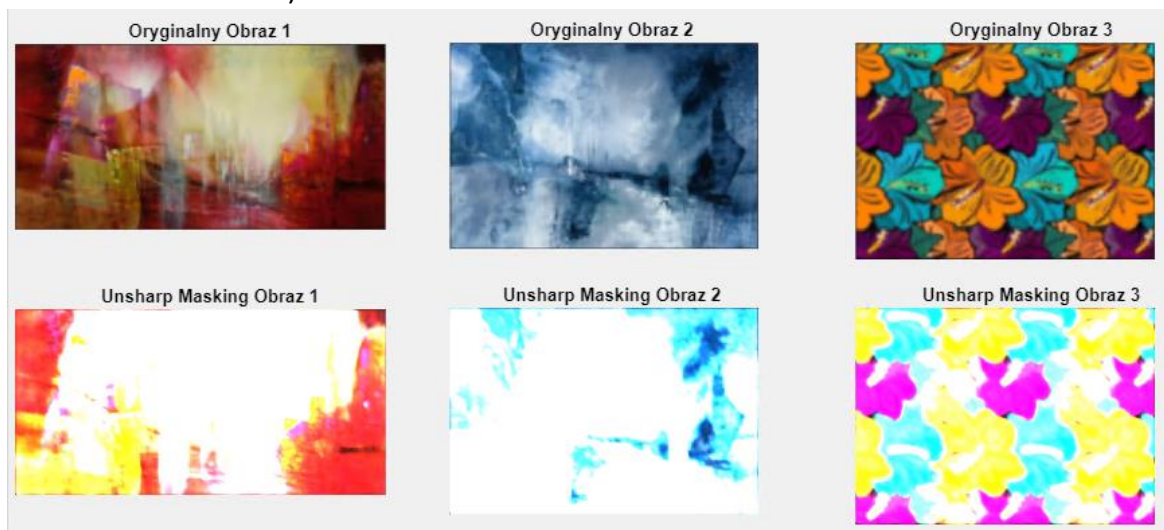 Oryginalny Obraz 1
Oryginalny Obraz 2
Oryginalny Obraz 3
Unsharp Masking Obraz 1
Unsharp Masking Obraz 2
Unsharp Masking Obraz 3